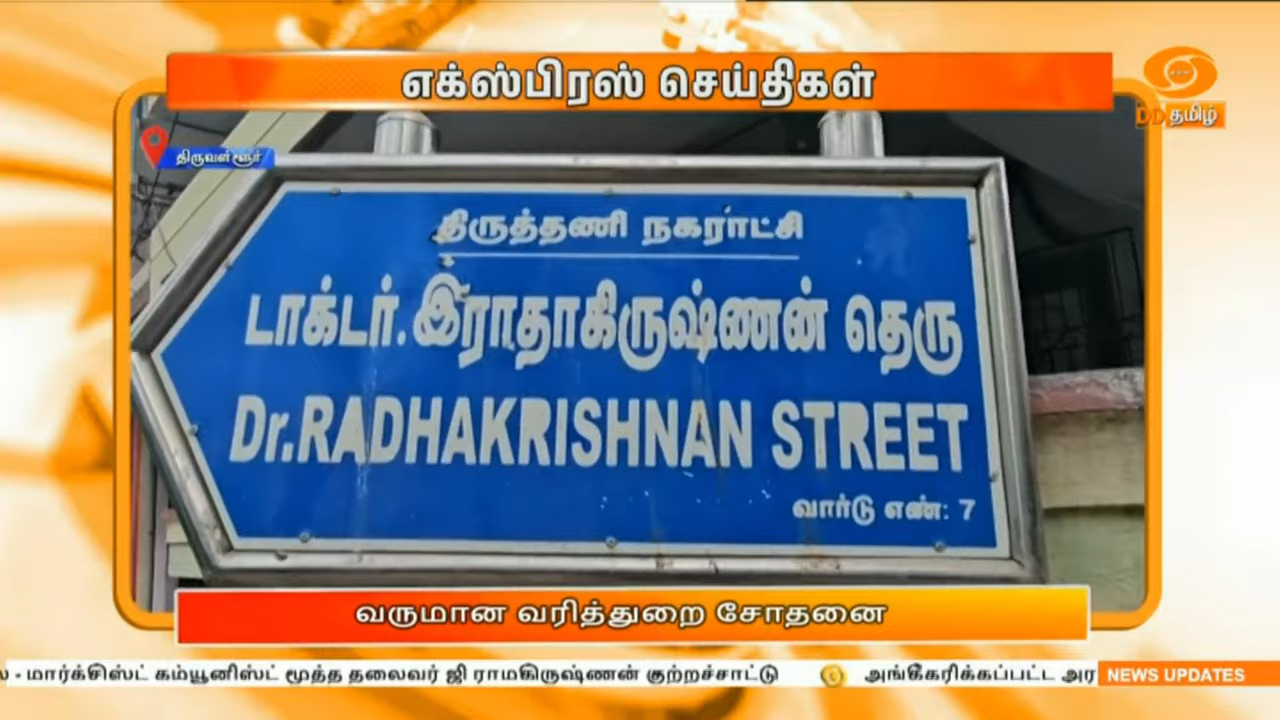 எக்ஸ்பிரஸ் செய்திகள்
DD தமிழ்
திருவள்ளூர்
திருத்தணி நகராட்சி
டாக்டர்.இராதாகிருஷ்ணன் தெரு
Dr.RADHAKRISHNAN STREET
வார்டு எண்: 7
வருமான வரித்துறை சோதனை
- மார்க்சிஸ்ட் கம்யூனிஸ்ட் மூத்த தலைவர் ஜி ராமகிருஷ்ணன் குற்றச்சாட்டு அங்கீகரிக்கப்பட்ட அர NEWS UPDATES